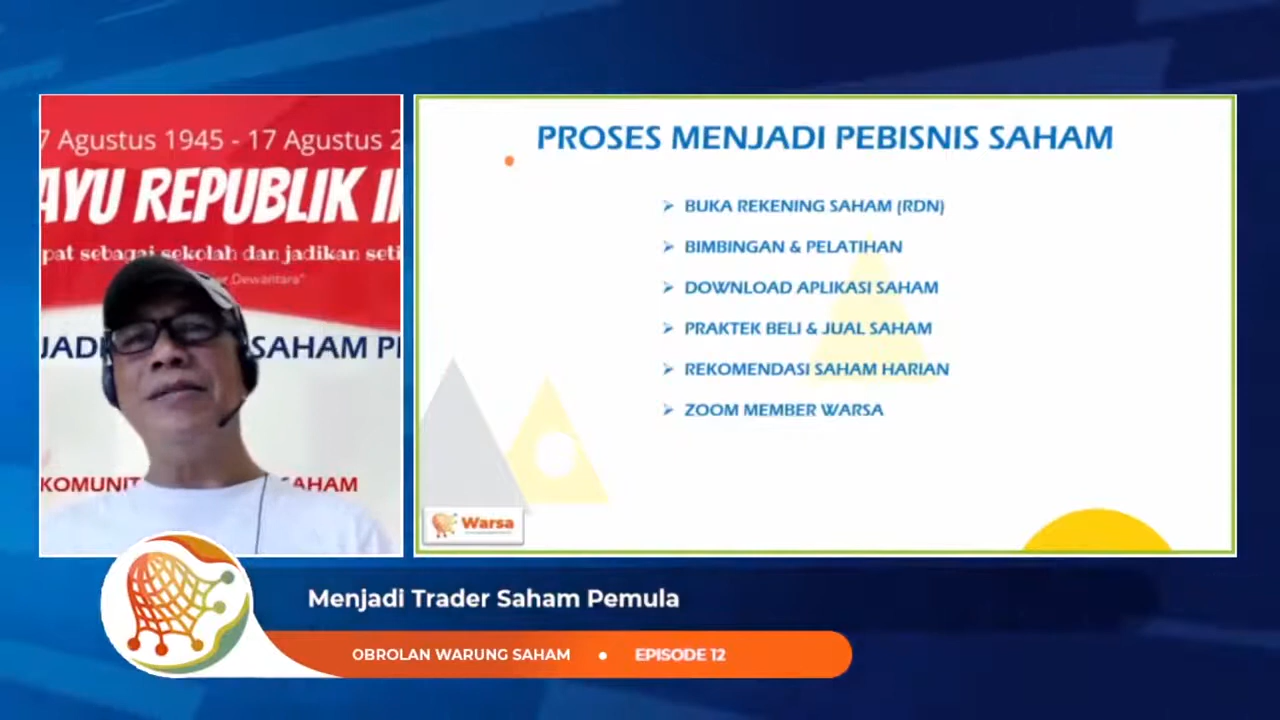 7 Agustus 1945 - 17 Agustus 2
AYU REPUBLIK I
pat sebagai sekolah dan jadikan seti
Dewantara"
JADI SAHAM P
KOMUNIT SAHAM
PROSES MENJADI PEBISNIS SAHAM
➢ BUKA REKENING SAHAM (RDN)
➢ BIMBINGAN & PELATIHAN
➢ DOWNLOAD APLIKASI SAHAM
➢ PRAKTEK BELI & JUAL SAHAM
➢ REKOMENDASI SAHAM HARIAN
➢ ZOOM MEMBER WARSA
Warsa
Menjadi Trader Saham Pemula
OBROLAN WARUNG SAHAM • EPISODE 12